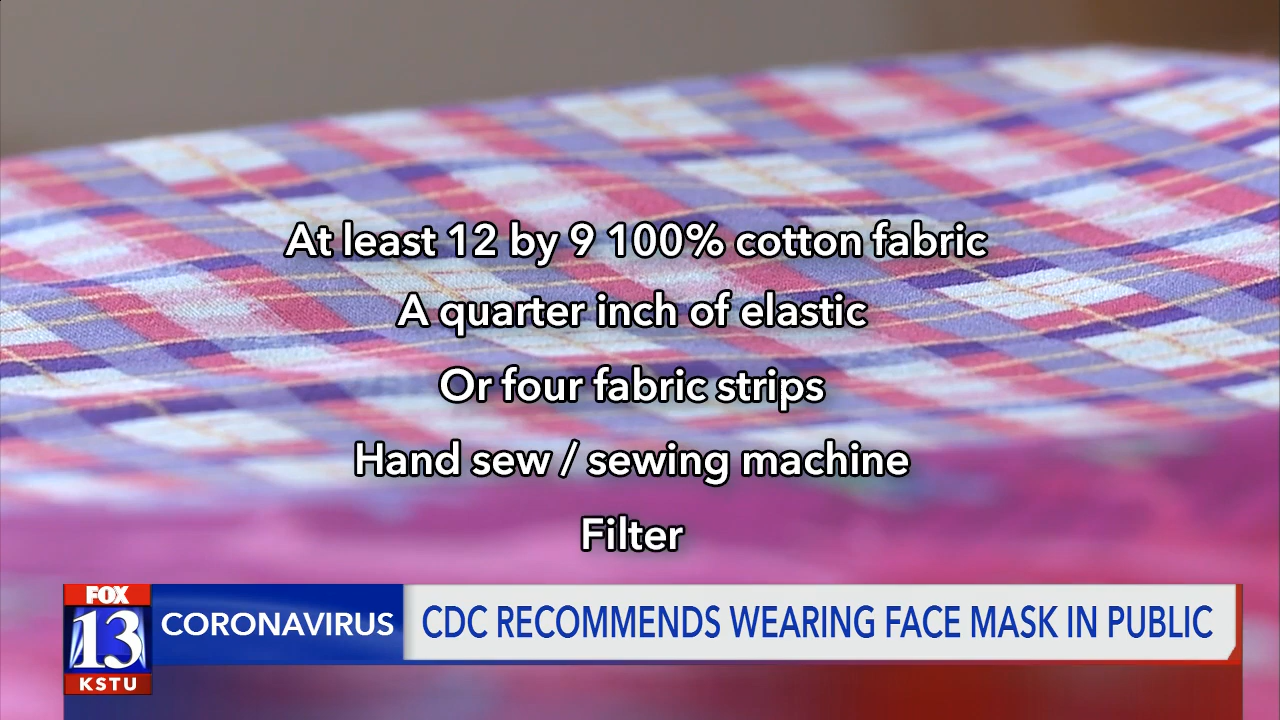 At least 12 by 9 100% cotton fabric
A quarter inch of elastic
Or four fabric strips
Hand sew / sewing machine
Filter
FOX
13
KSTU
CORONAVIRUS
CDC RECOMMENDS WEARING FACE MASK IN PUBLIC